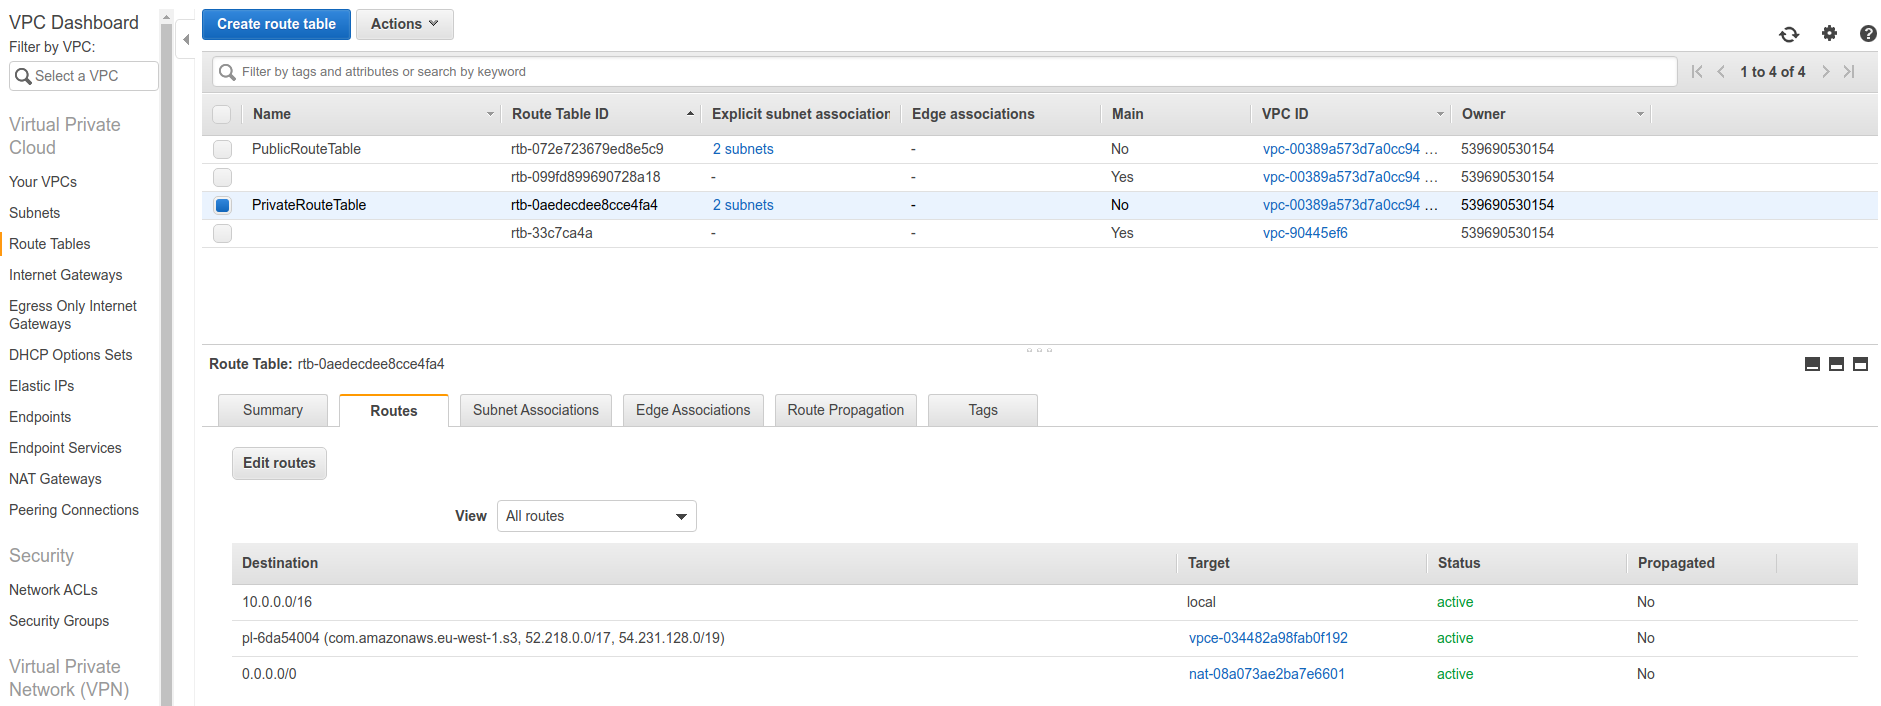 VPC Dashboard
Filter by VPC:
Select a VPC
Virtual Private
Cloud
Your VPCs
Subnets
Route Tables
Internet Gateways
Egress Only Internet
Gateways
DHCP Options Sets
Elastic IPs
Endpoints
Endpoint Services
NAT Gateways
Peering Connections
Security
Network ACLs
Security Groups
Virtual Private
Network (VPN)
Create route table Actions
Filter by tags and attributes or search by keyword
1 to 4 of 4
Name Route Table ID Explicit subnet association Edge associations Main VPC ID Owner
PublicRouteTable rtb-072e723679ed8e5c9 2 subnets - No vpc-00389a573d7a0cc94 ... 539690530154
rtb-099fd899690728a18 - - Yes vpc-00389a573d7a0cc94 ... 539690530154
PrivateRouteTable rtb-0aedecdee8cce4fa4 2 subnets - No vpc-00389a573d7a0cc94 ... 539690530154
rtb-33c7ca4a - - Yes vpc-90445ef6 539690530154
Route Table: rtb-0aedecdee8cce4fa4
Summary Routes Subnet Associations Edge Associations Route Propagation Tags
Edit routes
View All routes
Destination Target Status Propagated
10.0.0.0/16 local active No
pl-6da54004 (com.amazonaws.eu-west-1.s3, 52.218.0.0/17, 54.231.128.0/19) vpce-034482a98fab0f192 active No
0.0.0.0/0 nat-08a073ae2ba7e6601 active No